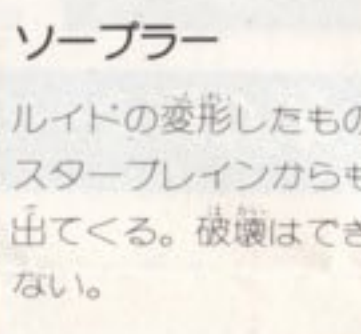 ソープラー
ルイドの変形したもの
スターブレインからも
出てくる。破壊はでき
ない。